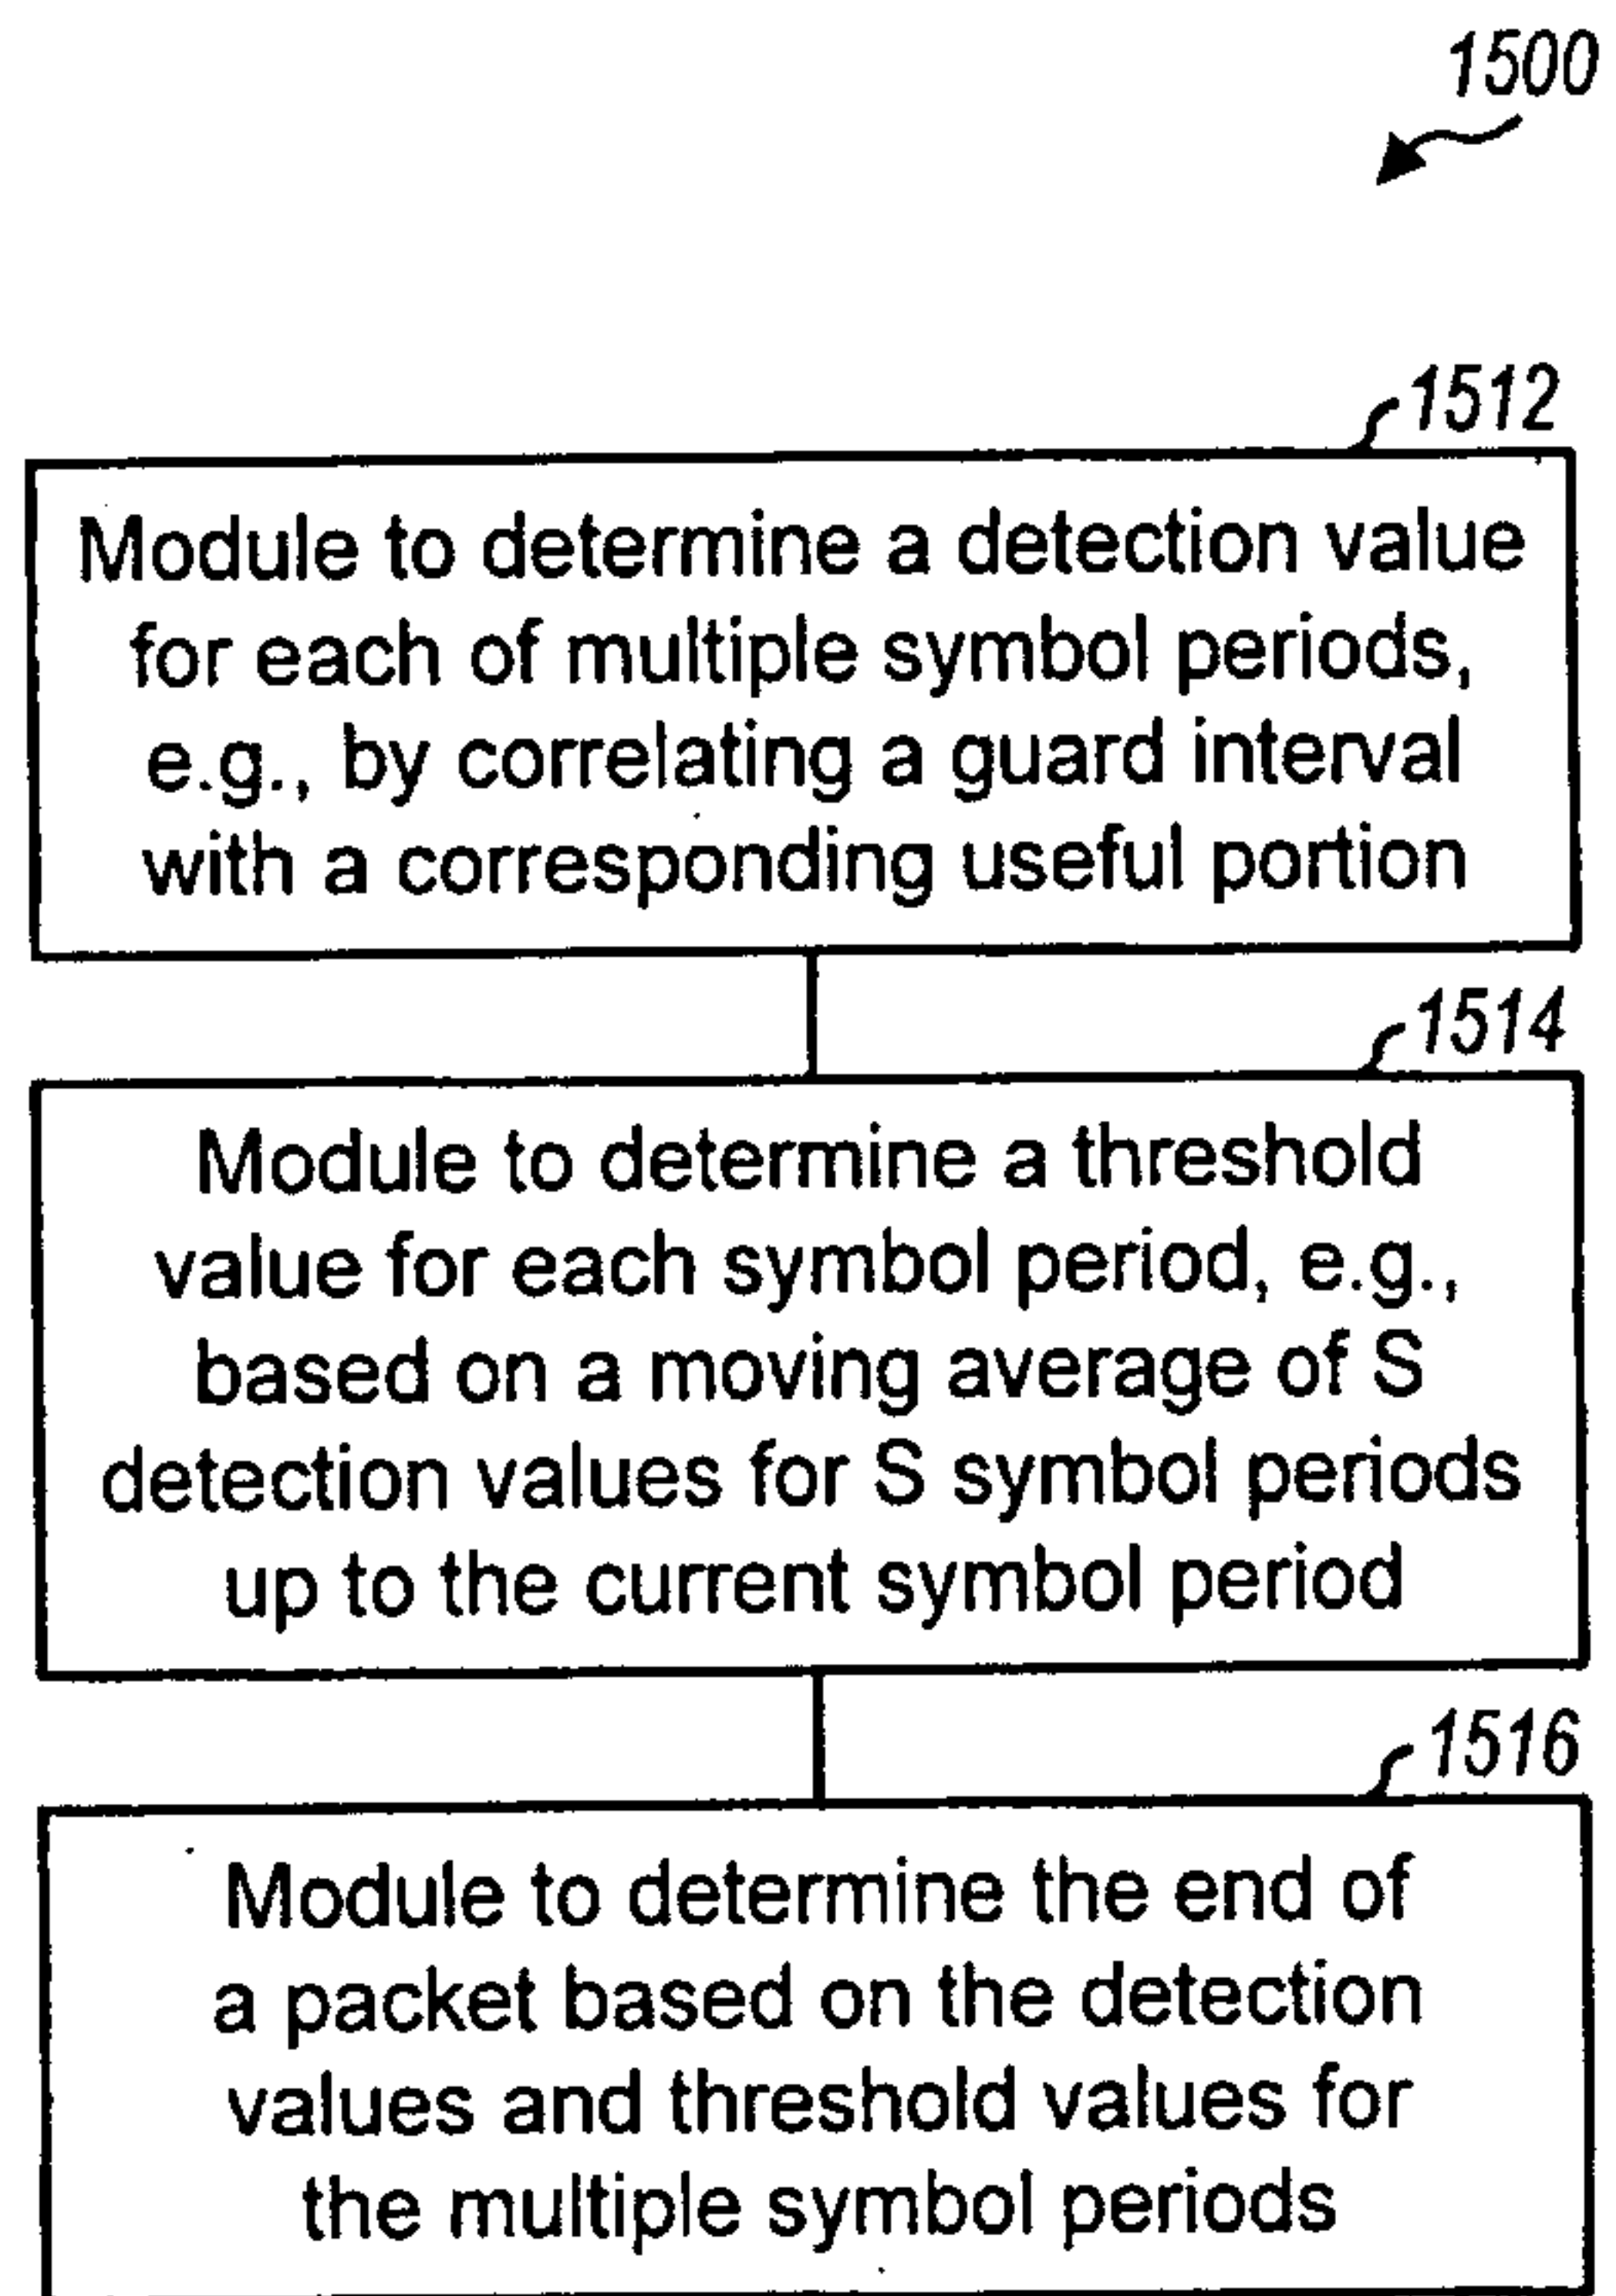 1500
1512
Module to determine a detection value
for each of multiple symbol periods,
e.g., by correlating a guard interval
with a corresponding useful portion
1514
Module to determine a threshold
value for each symbol period, e.g.,
based on a moving average of S
detection values for S symbol periods
up to the current symbol period
1516
Module to determine the end of
a packet based on the detection
values and threshold values for
the multiple symbol periods